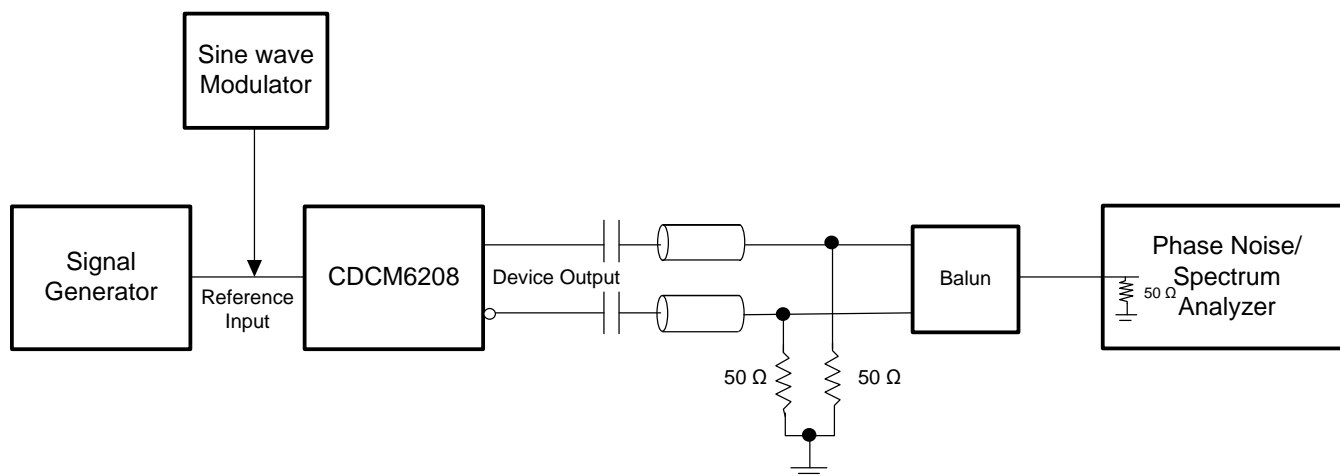 Sine wave
Modulator
Signal
Generator
Reference
Input
CDCM6208
Device Output
50 Ω
50 Ω
Balun
Phase Noise/
Spectrum
Analyzer
50 Ω